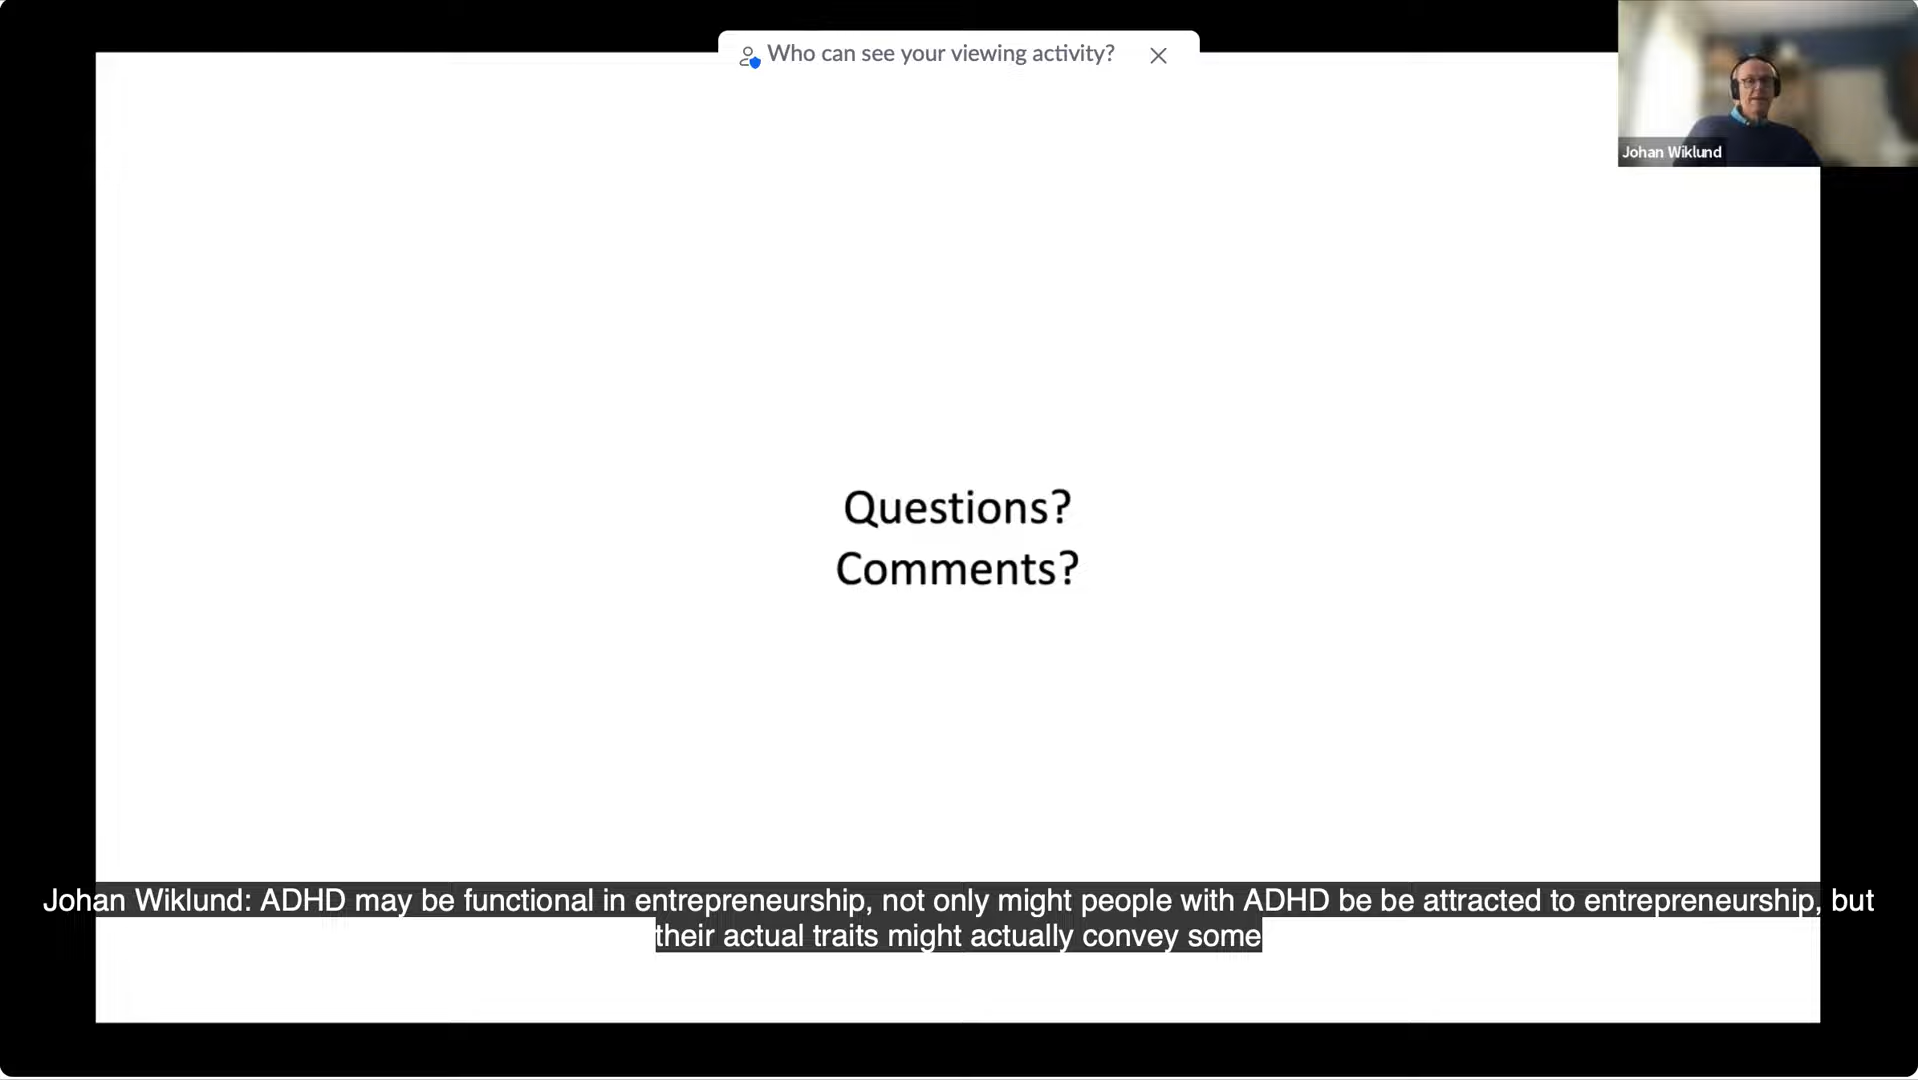 Who can see your viewing activity?
Johan Wiklund
Questions?
Comments?
Johan Wiklund: ADHD may be functional in entrepreneurship, not only might people with ADHD be be attracted to entrepreneurship, but
their actual traits might actually convey some